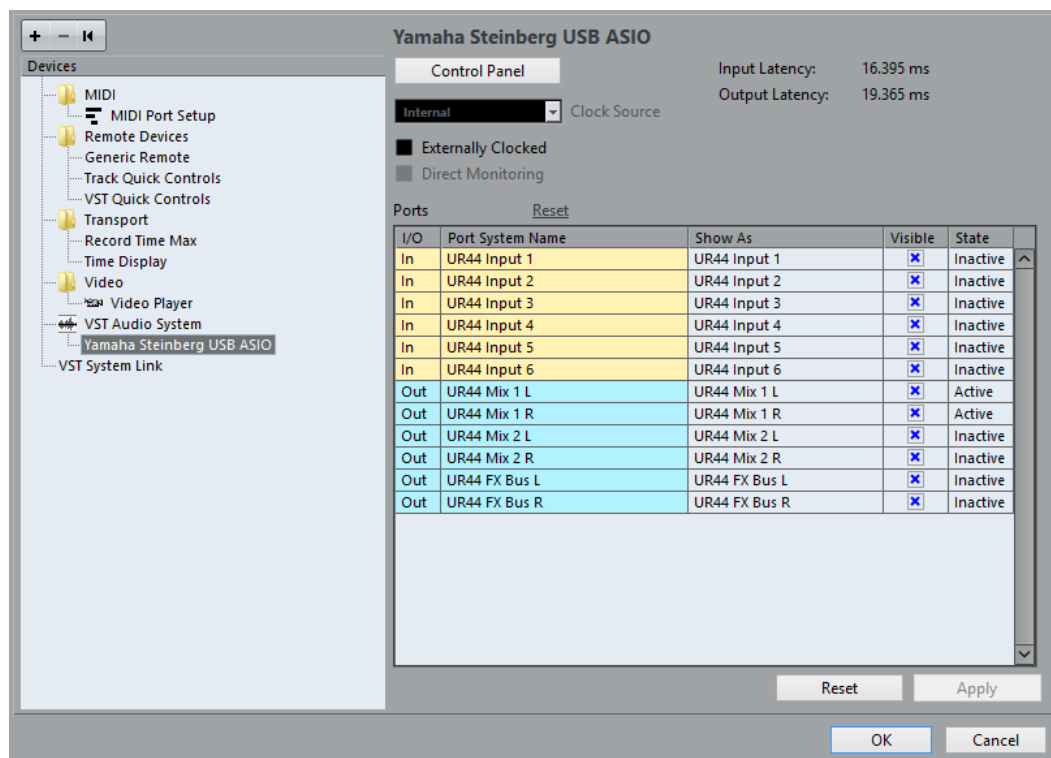 Devices
MIDI
MIDI Port Setup
Remote Devices
Generic Remote
Track Quick Controls
VST Quick Controls
Transport
Record Time Max
Time Display
Video
Video Player
VST Audio System
Yamaha Steinberg USB ASIO
VST System Link
Yamaha Steinberg USB ASIO
Control Panel
Input Latency: 16.395 ms
Output Latency: 19.365 ms
Internal Clock Source
Externally Clocked
Direct Monitoring
Ports Reset
I/O Port System Name Show As Visible State
In UR44 Input 1 UR44 Input 1 Inactive
In UR44 Input 2 UR44 Input 2 Inactive
In UR44 Input 3 UR44 Input 3 Inactive
In UR44 Input 4 UR44 Input 4 Inactive
In UR44 Input 5 UR44 Input 5 Inactive
In UR44 Input 6 UR44 Input 6 Inactive
Out UR44 Mix 1 L UR44 Mix 1 L Active
Out UR44 Mix 1 R UR44 Mix 1 R Active
Out UR44 Mix 2 L UR44 Mix 2 L Inactive
Out UR44 Mix 2 R UR44 Mix 2 R Inactive
Out UR44 FX Bus L UR44 FX Bus L Inactive
Out UR44 FX Bus R UR44 FX Bus R Inactive
Reset Apply
OK Cancel